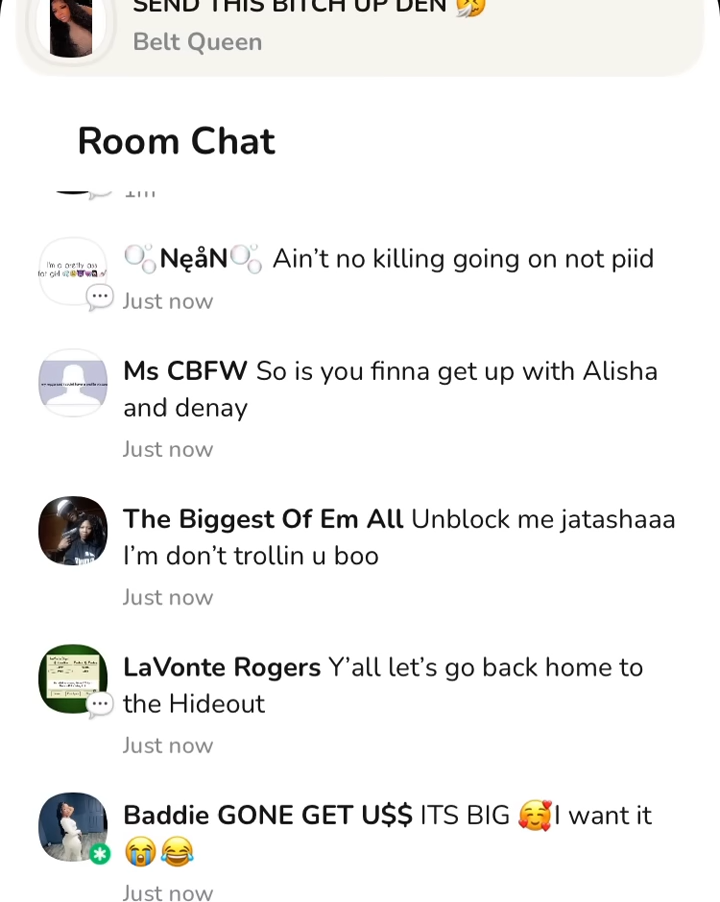 SEND THIS BITCH UP DEN 🤧
Belt Queen
Room Chat
1m
🫧NęåN🫧 Ain't no killing going on not piid
Just now
Ms CBFW So is you finna get up with Alisha
and denay
Just now
The Biggest Of Em All Unblock me jatashaaa
I'm don't trollin u boo
Just now
LaVonte Rogers Y'all let's go back home to
the Hideout
Just now
Baddie GONE GET U$$ ITS BIG 🥰I want it
😭😂
Just now